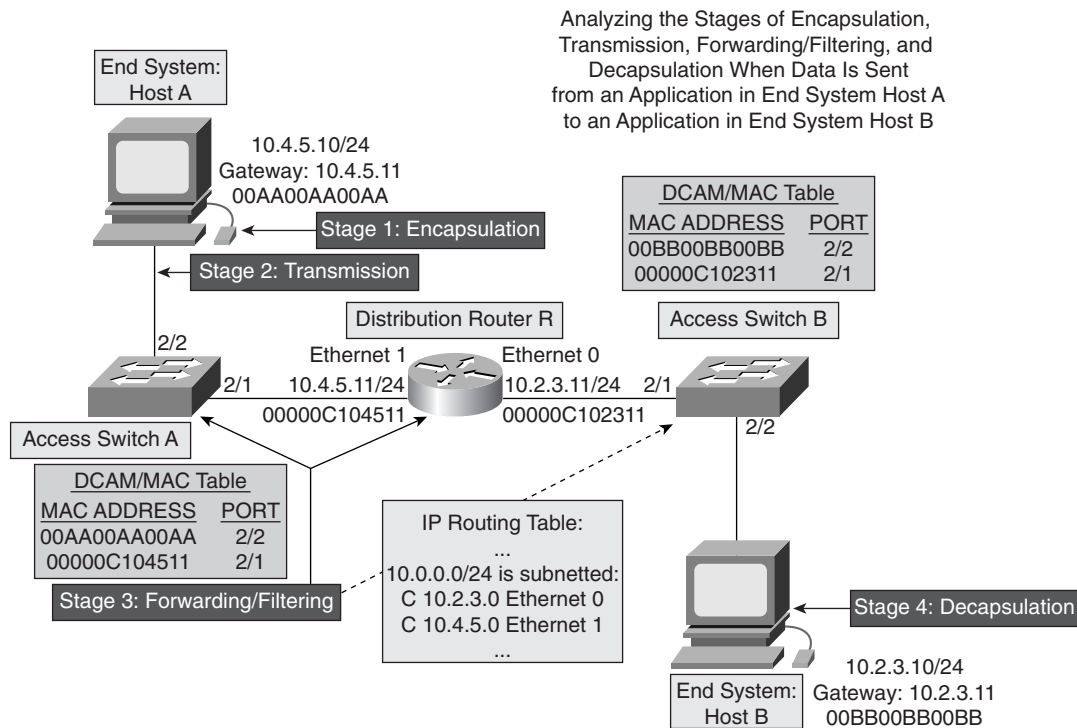 Analyzing the Stages of Encapsulation,
Transmission, Forwarding/Filtering, and
Decapsulation When Data Is Sent
from an Application in End System Host A
to an Application in End System Host B
End System:
Host A
10.4.5.10/24
Gateway: 10.4.5.11
00AA00AA00AA
Stage 1: Encapsulation
Stage 2: Transmission
DCAM/MAC Table
MAC ADDRESS PORT
00BB00BB00BB 2/2
00000C102311 2/1
Distribution Router R
Access Switch B
2/2
Ethernet 1
Ethernet 0
2/1
10.4.5.11/24
10.2.3.11/24
2/1
00000C104511
00000C102311
2/2
Access Switch A
DCAM/MAC Table
MAC ADDRESS PORT
00AA00AA00AA 2/2
00000C104511 2/1
Stage 3: Forwarding/Filtering
IP Routing Table:
...
10.0.0.0/24 is subnetted:
C 10.2.3.0 Ethernet 0
C 10.4.5.0 Ethernet 1
...
Stage 4: Decapsulation
End System:
Host B
10.2.3.10/24
Gateway: 10.2.3.11
00BB00BB00BB